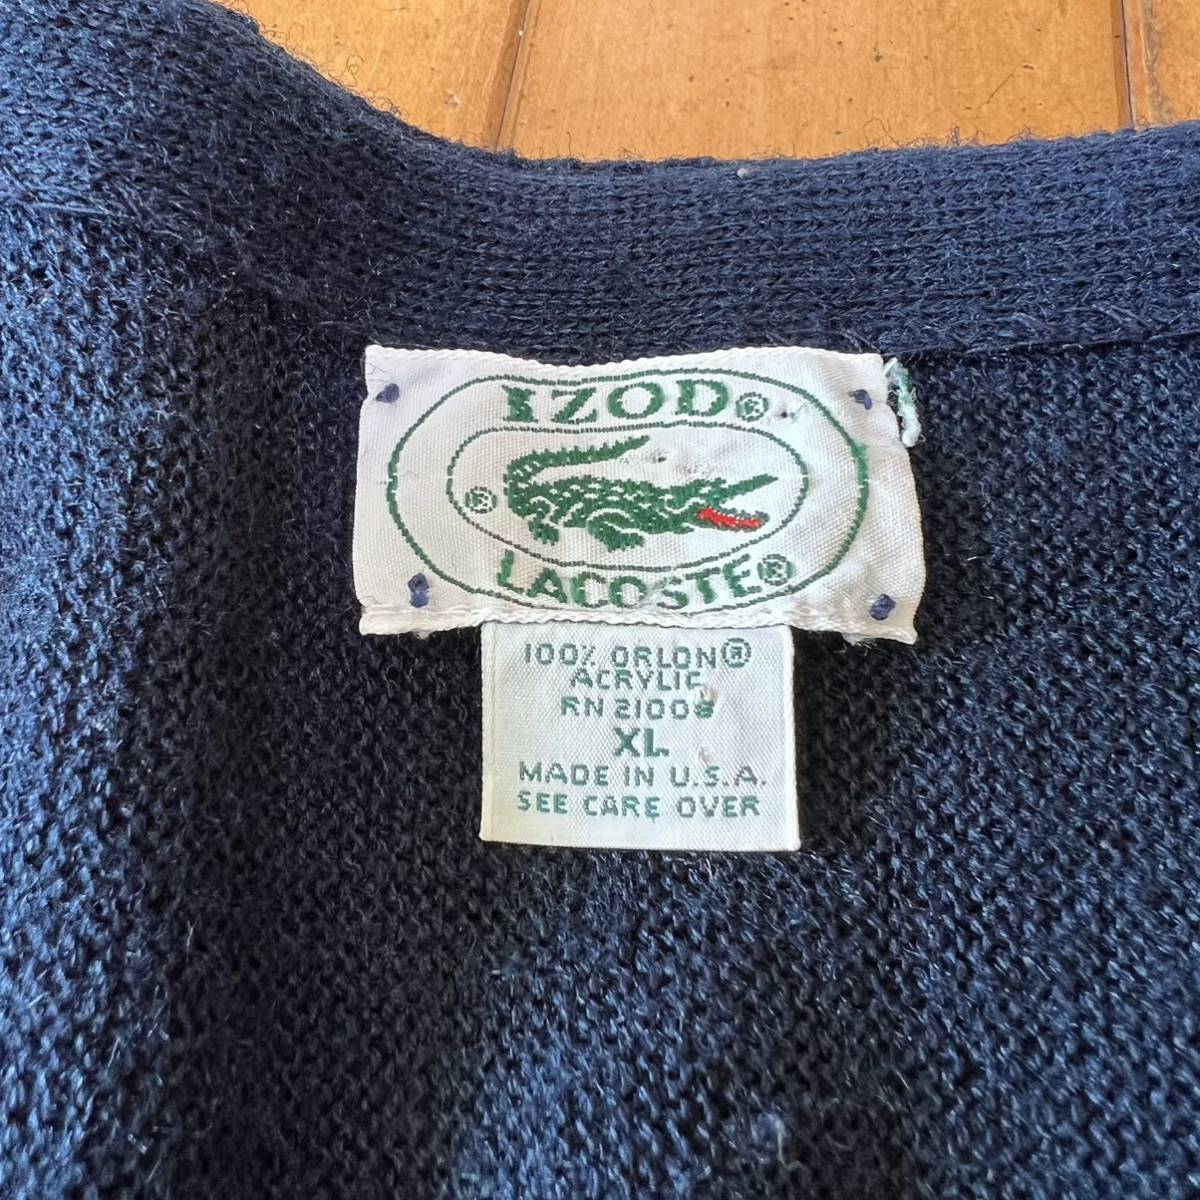 IZOD®
®
LACOSTE®
100% ORLON®
ACRYLIC
RN 21008
XL
MADE IN U.S.A.
SEE CARE OVER